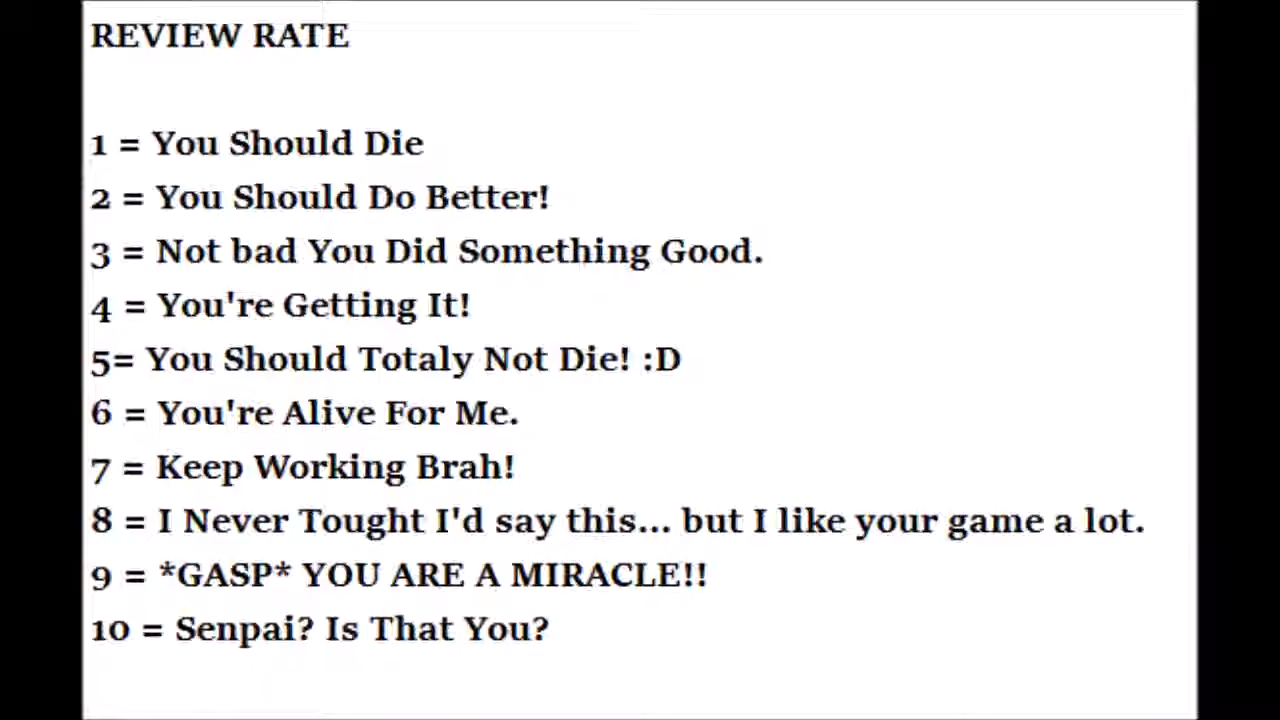 REVIEW RATE
1 = You Should Die
2 = You Should Do Better!
3 = Not bad You Did Something Good.
4 = You're Getting It!
5= You Should Totaly Not Die! :D
6 = You're Alive For Me.
7 = Keep Working Brah!
8 = I Never Tought I'd say this... but I like your game a lot.
9 = *GASP* YOU ARE A MIRACLE!!
10 = Senpai? Is That You?